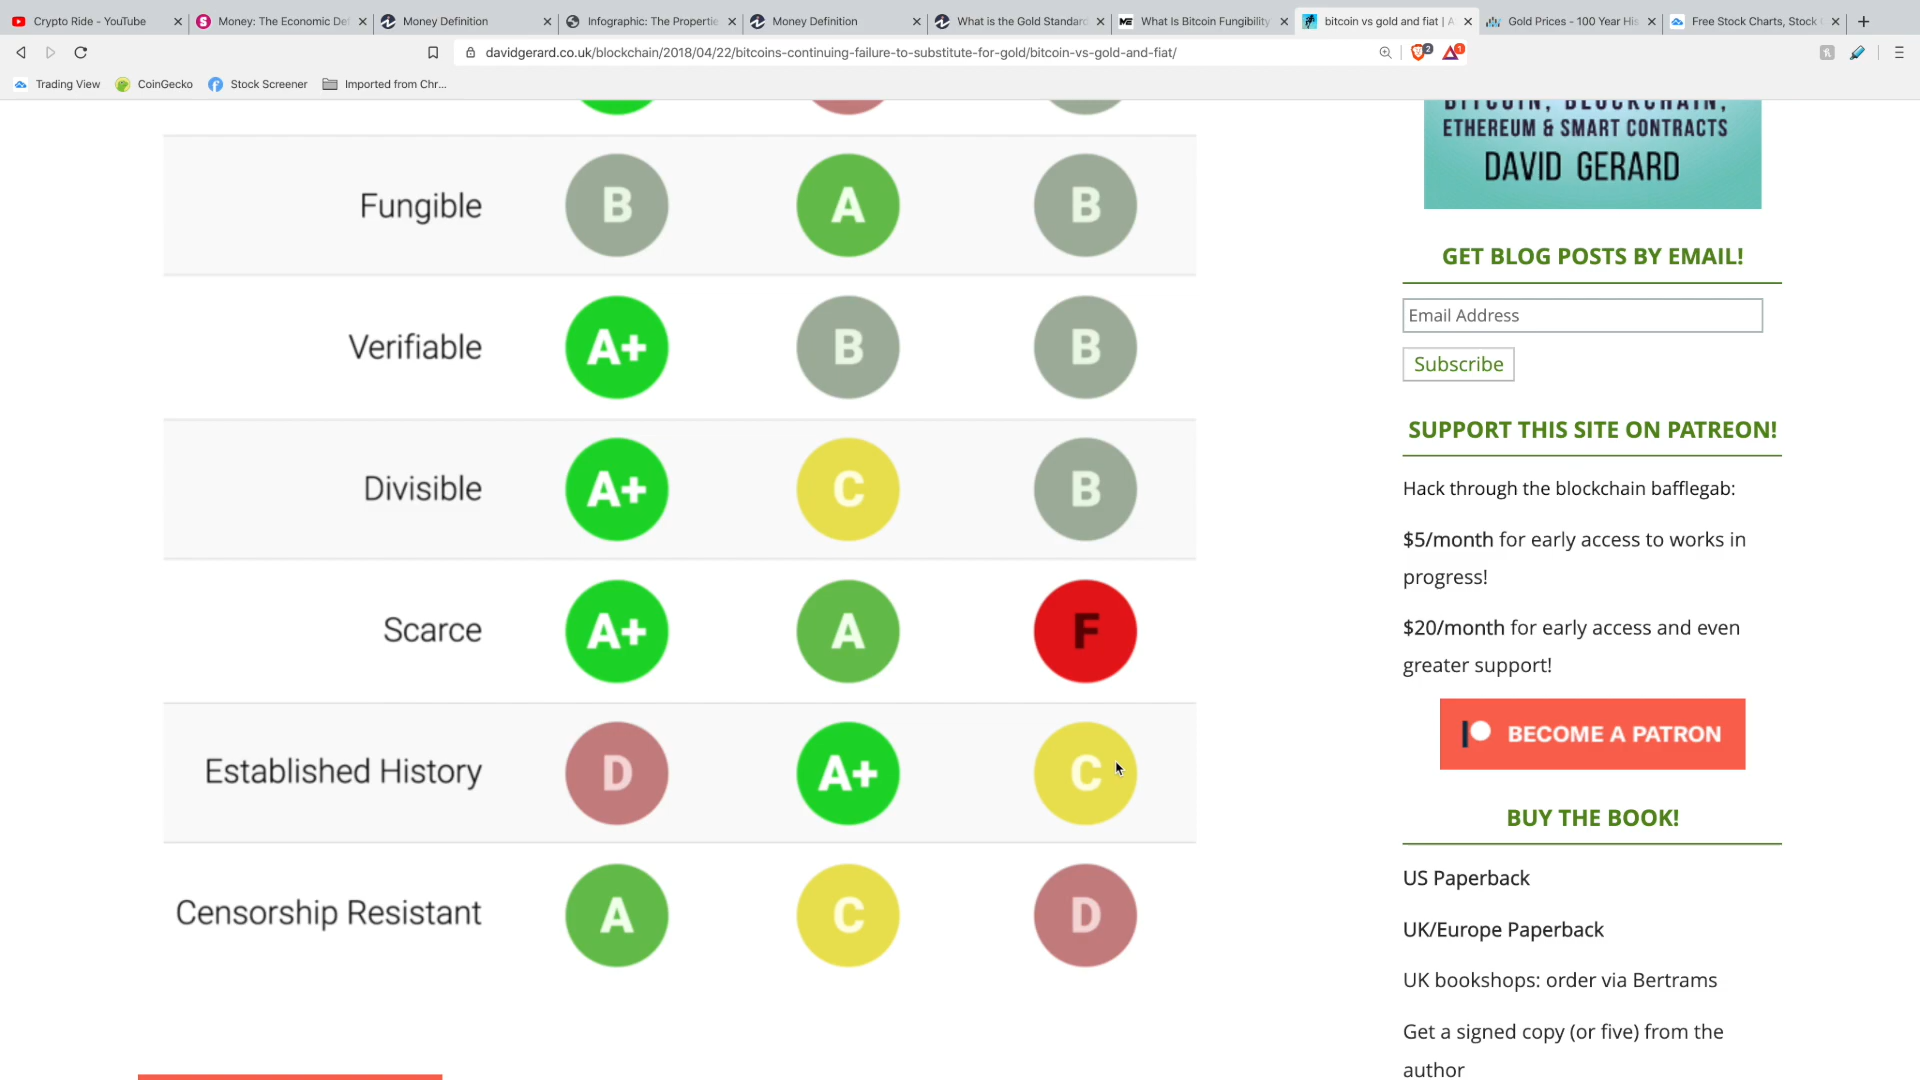 Crypto Ride - YouTube
Money: The Economic De
Money Definition
Infographic: The Propertie
Money Definition
What is the Gold Standard
What Is Bitcoin Fungibility
bitcoin vs gold and fiat | A
Gold Prices - 100 Year His
Free Stock Charts, Stock
davidgerard.co.uk/blockchain/2018/04/22/bitcoins-continuing-failure-to-substitute-for-gold/bitcoin-vs-gold-and-fiat/
2
1
Trading View
CoinGecko
Stock Screener
Imported from Chr...
Fungible B A B
Verifiable A+ B B
Divisible A+ C B
Scarce A+ A F
Established History D A+ C
Censorship Resistant A C D
BITCOIN, BLOCKCHAIN,
ETHEREUM & SMART CONTRACTS
DAVID GERARD
GET BLOG POSTS BY EMAIL!
Email Address
Subscribe
SUPPORT THIS SITE ON PATREON!
Hack through the blockchain bafflegab:
$5/month for early access to works in
progress!
$20/month for early access and even
greater support!
BECOME A PATRON
BUY THE BOOK!
US Paperback
UK/Europe Paperback
UK bookshops: order via Bertrams
Get a signed copy (or five) from the
author